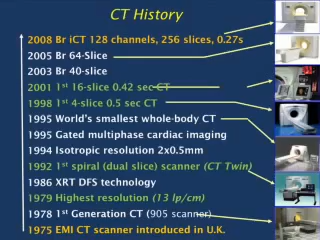 CT History
2008 Br iCT 128 channels, 256 slices, 0.27s
2005 Br 64-Slice
2003 Br 40-slice
2001 1st 16-slice 0.42 sec CT
1998 1st 4-slice 0.5 sec CT
1995 World's smallest whole-body CT
1995 Gated multiphase cardiac imaging
1994 Isotropic resolution 2x0.5mm
1992 1st spiral (dual slice) scanner (CT Twin)
1986 XRT DFS technology
1979 Highest resolution (13 lp/cm)
1978 1st Generation CT (905 scanner)
1975 EMI CT scanner introduced in U.K.